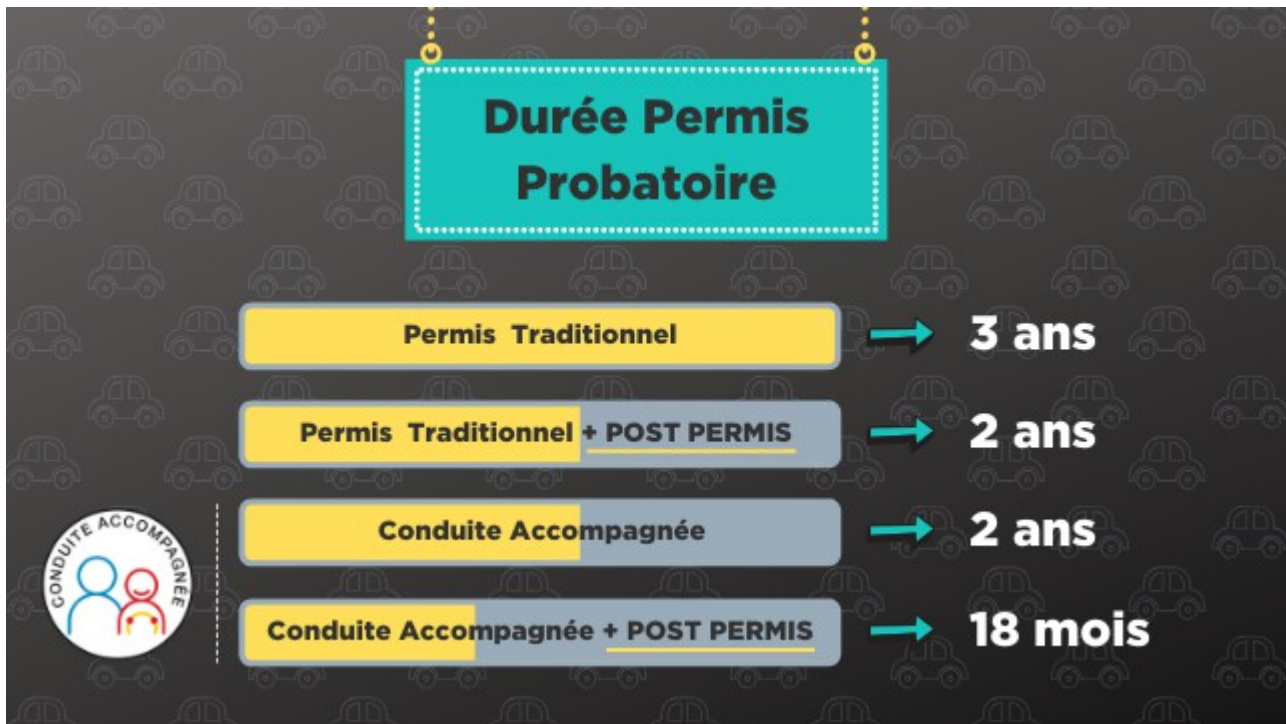 Durée Permis
Probatoire
Permis Traditionnel
3 ans
Permis Traditionnel + POST PERMIS
2 ans
Conduite Accompagnée
2 ans
CONDUITE ACCOMPAGNÉE
Conduite Accompagnée + POST PERMIS
18 mois